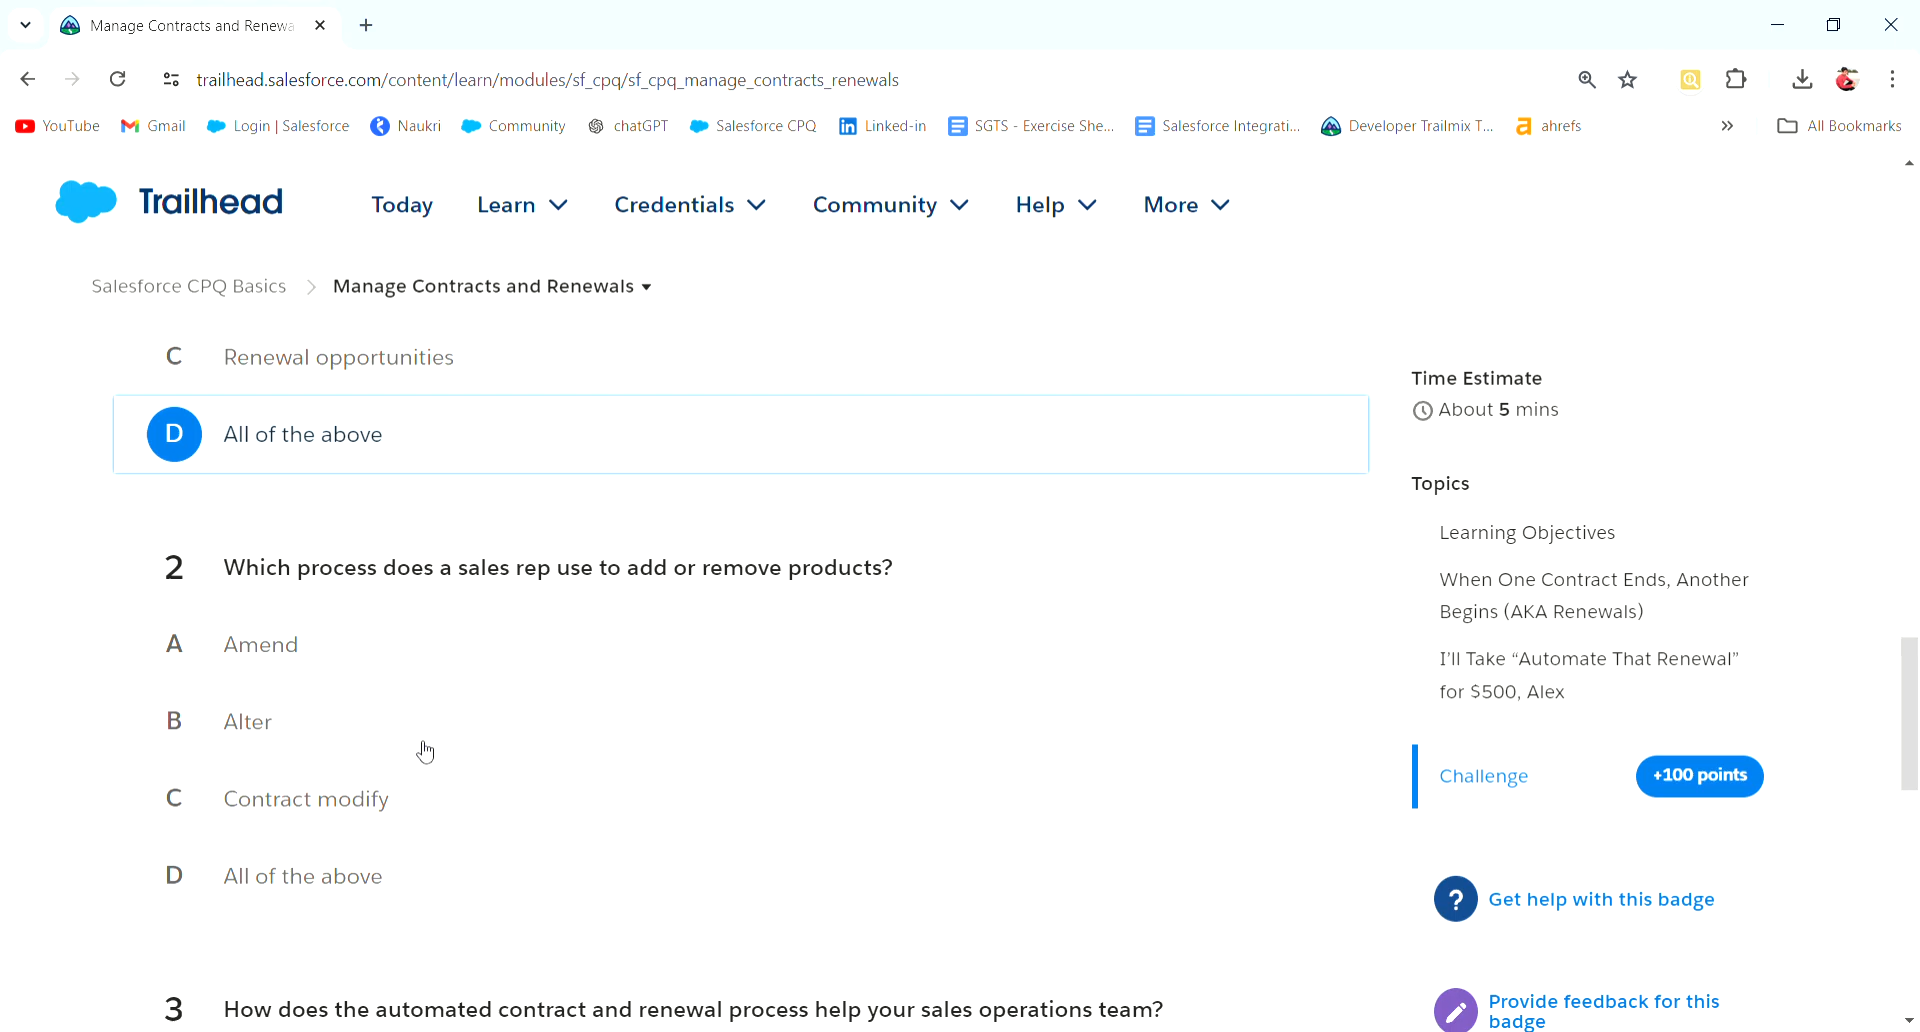 Manage Contracts and Renewa
trailhead.salesforce.com/content/learn/modules/sf_cpq/sf_cpq_manage_contracts_renewals
YouTube
Gmail
Login | Salesforce
Naukri
Community
chatGPT
Salesforce CPQ
Linked-in
SGTS - Exercise She...
Salesforce Integrati...
Developer Trailmix T...
ahrefs
All Bookmarks
Trailhead
Today
Learn
Credentials
Community
Help
More
Salesforce CPQ Basics
Manage Contracts and Renewals
C Renewal opportunities
D All of the above
2 Which process does a sales rep use to add or remove products?
A Amend
B Alter
C Contract modify
D All of the above
3 How does the automated contract and renewal process help your sales operations team?
Time Estimate
About 5 mins
Topics
Learning Objectives
When One Contract Ends, Another
Begins (AKA Renewals)
I'll Take “Automate That Renewal”
for $500, Alex
Challenge
+100 points
? Get help with this badge
Provide feedback for this
badge